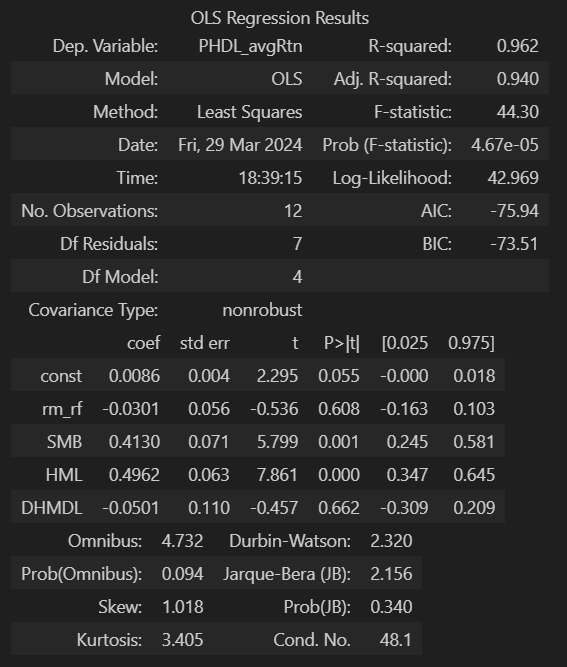 OLS Regression Results
Dep. Variable: PHDL_avgRtn R-squared: 0.962
Model: OLS Adj. R-squared: 0.940
Method: Least Squares F-statistic: 44.30
Date: Fri, 29 Mar 2024 Prob (F-statistic): 4.67e-05
Time: 18:39:15 Log-Likelihood: 42.969
No. Observations: 12 AIC: -75.94
Df Residuals: 7 BIC: -73.51
Df Model: 4
Covariance Type: nonrobust
coef std err t P>|t| [0.025 0.975]
const 0.0086 0.004 2.295 0.055 -0.000 0.018
rm_rf -0.0301 0.056 -0.536 0.608 -0.163 0.103
SMB 0.4130 0.071 5.799 0.001 0.245 0.581
HML 0.4962 0.063 7.861 0.000 0.347 0.645
DHMDL -0.0501 0.110 -0.457 0.662 -0.309 0.209
Omnibus: 4.732 Durbin-Watson: 2.320
Prob(Omnibus): 0.094 Jarque-Bera (JB): 2.156
Skew: 1.018 Prob(JB): 0.340
Kurtosis: 3.405 Cond. No. 48.1